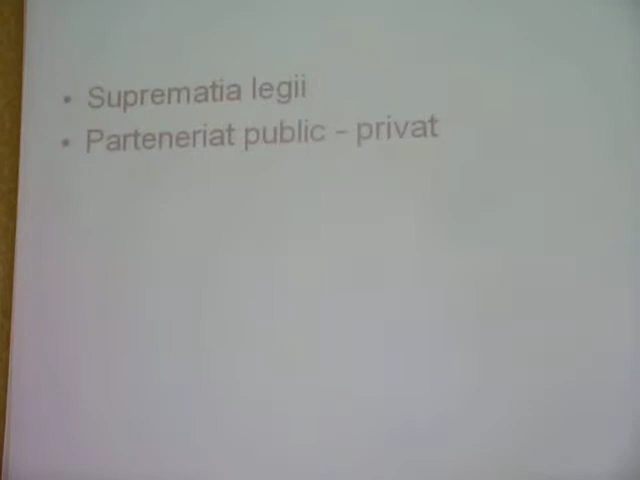 • Suprematia legii
• Parteneriat public – privat